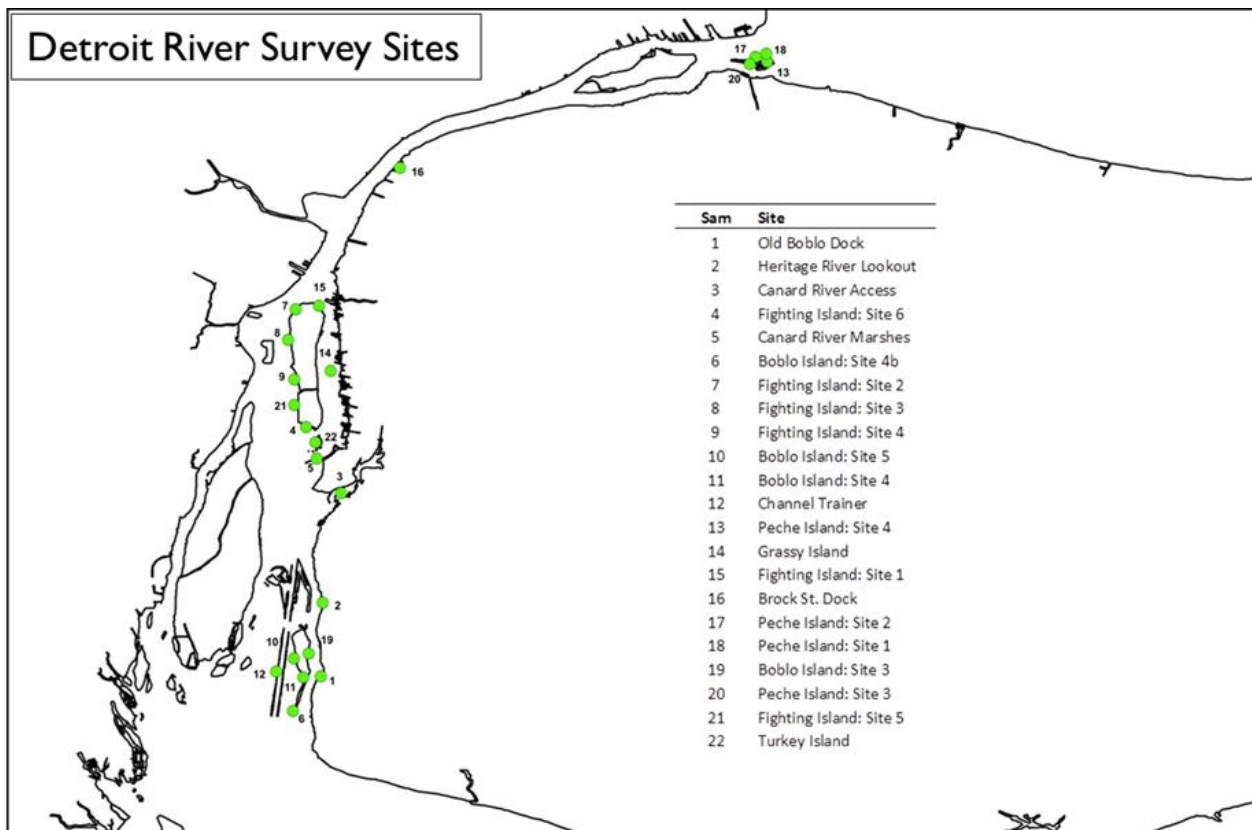 Detroit River Survey Sites
17
18
20
13
16
15
7
8
14
9
21
4
22
5
3
2
10
19
12
11
1
6
Sam Site
1 Old Boblo Dock
2 Heritage River Lookout
3 Canard River Access
4 Fighting Island: Site 6
5 Canard River Marshes
6 Boblo Island: Site 4b
7 Fighting Island: Site 2
8 Fighting Island: Site 3
9 Fighting Island: Site 4
10 Boblo Island: Site 5
11 Boblo Island: Site 4
12 Channel Trainer
13 Peche Island: Site 4
14 Grassy Island
15 Fighting Island: Site 1
16 Brock St. Dock
17 Peche Island: Site 2
18 Peche Island: Site 1
19 Boblo Island: Site 3
20 Peche Island: Site 3
21 Fighting Island: Site 5
22 Turkey Island